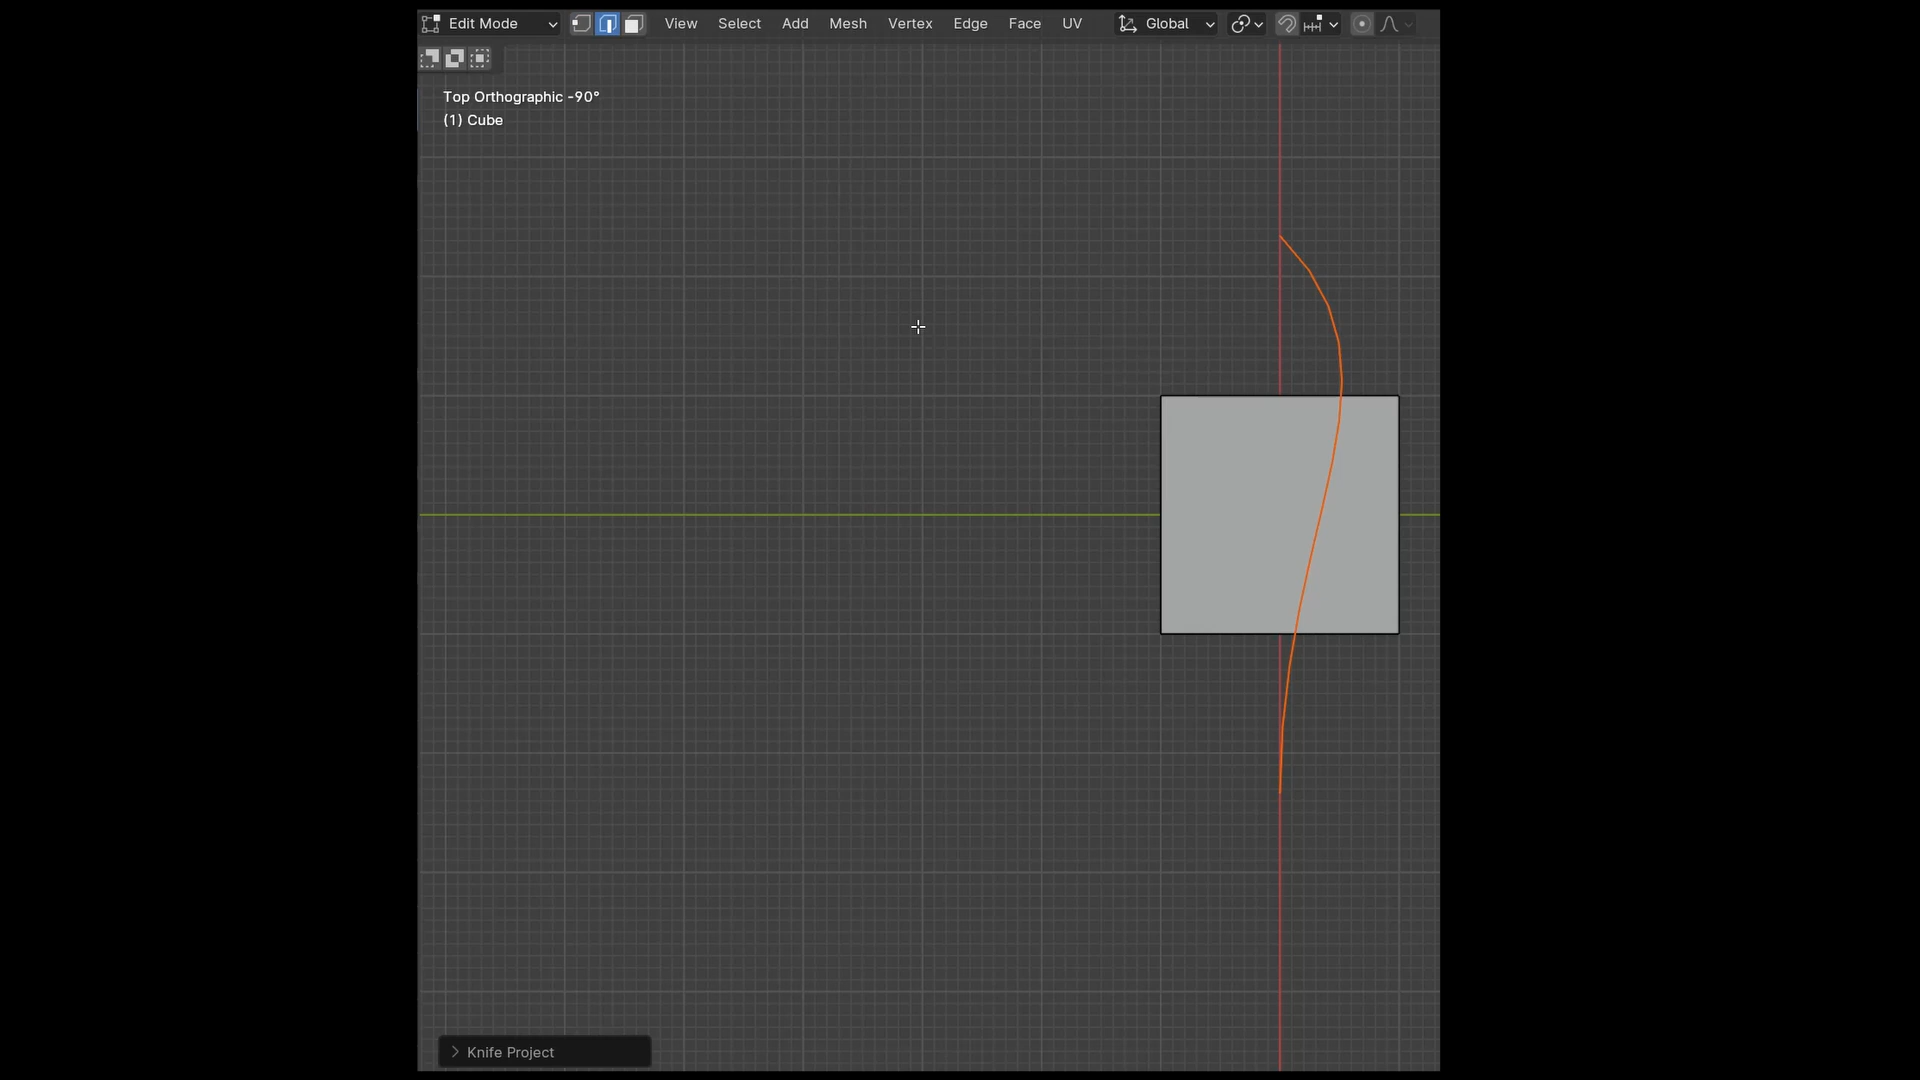 Edit Mode View Select Add Mesh Vertex Edge Face UV Global
Top Orthographic -90°
(1) Cube
Knife Project